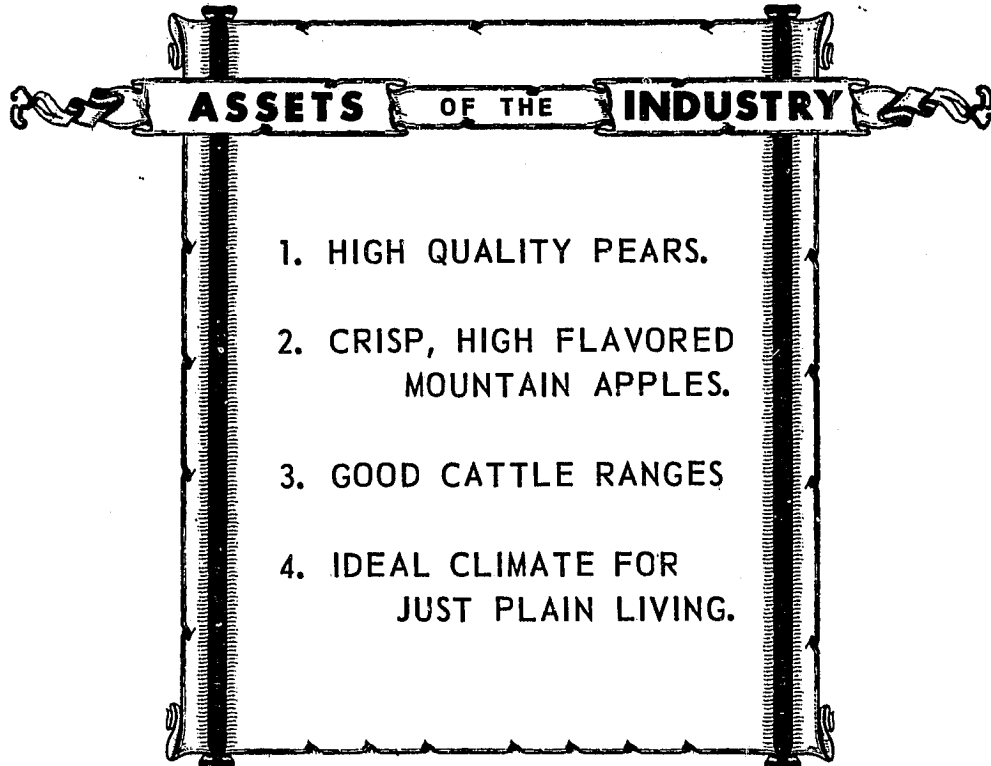 ASSETS OF THE INDUSTRY
1. HIGH QUALITY PEARS.
2. CRISP, HIGH FLAVORED
MOUNTAIN APPLES.
3. GOOD CATTLE RANGES
4. IDEAL CLIMATE FOR
JUST PLAIN LIVING.